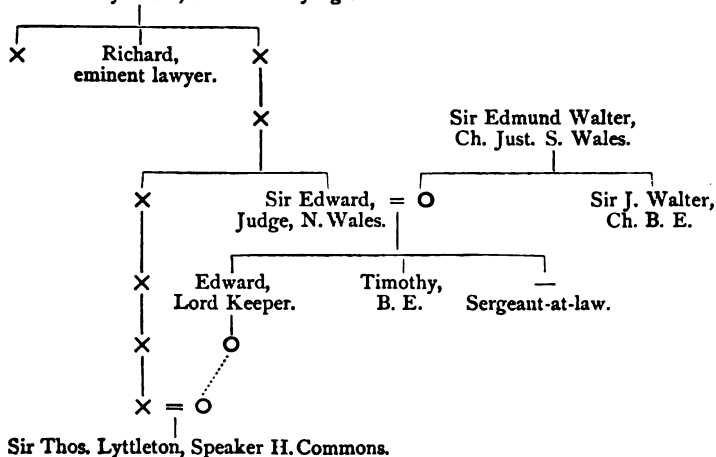 Richard,
eminent lawyer.
Sir Edmund Walter,
Ch. Just. S. Wales.
Sir Edward, =
Judge, N. Wales.
Sir J. Walter,
Ch. B. E.
Edward,
Lord Keeper.
Timothy,
B. E.
—
Sergeant-at-law.
=
Sir Thos. Lyttleton, Speaker H. Commons.